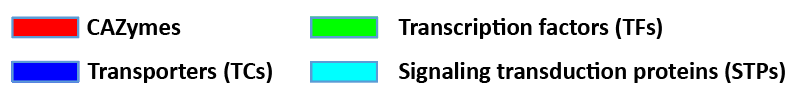 CAZymes
Transcription factors (TFs)
Transporters (TCs)
Signaling transduction proteins (STPs)